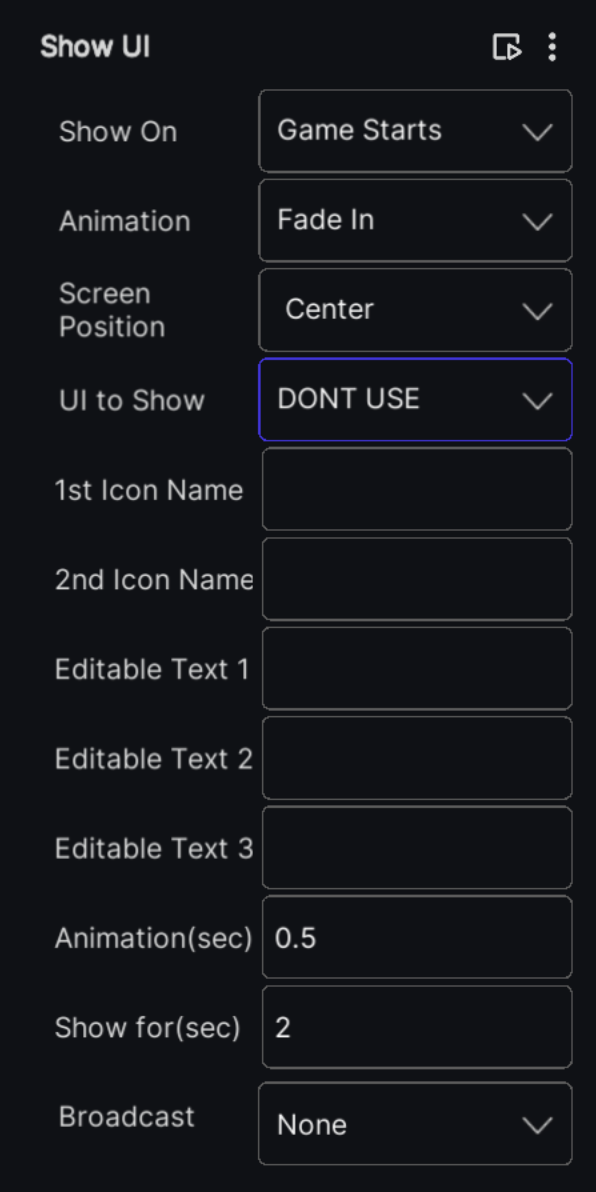 Show UI
Show On
Game Starts
Animation
Fade In
Screen
Position
Center
UI to Show
DONT USE
1st Icon Name
2nd Icon Name
Editable Text 1
Editable Text 2
Editable Text 3
Animation(sec)
0.5
Show for(sec)
2
Broadcast
None